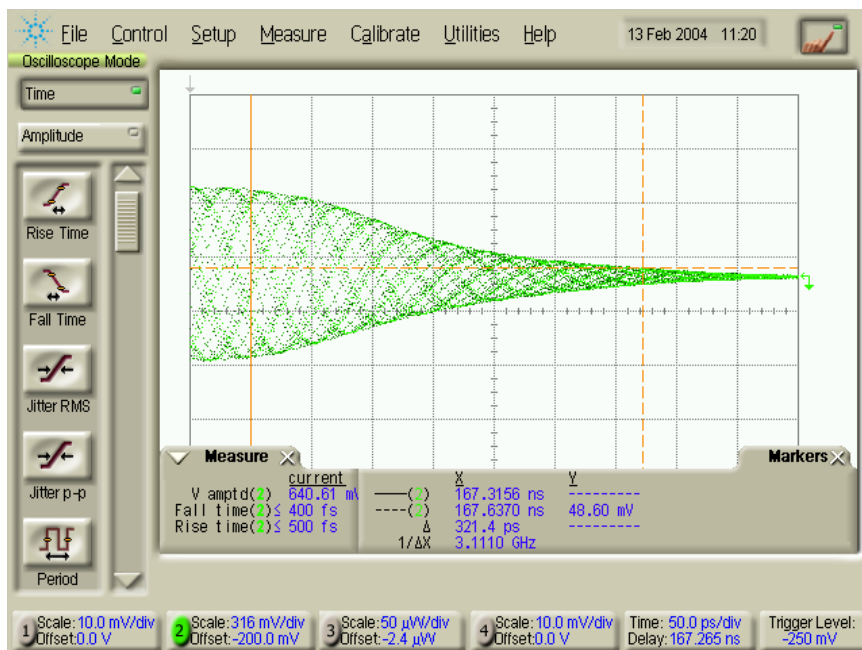 File Control Setup Measure Calibrate Utilities Help 13 Feb 2004 11:20
Oscilloscope Mode
Time
Amplitude
Rise Time
Fall Time
Jitter RMS
Jitter p-p
Period
Measure
current
V amptd(2) 640.61 mV
Fall time(2)≤ 400 fs
Rise time(2)≤ 500 fs
Markers
X Y
——(2) 167.3156 ns ---------
----(2) 167.6370 ns 48.60 mV
Δ 321.4 ps ---------
1/ΔX 3.1110 GHz
1 Scale:10.0 mV/div
Offset:0.0 V
2 Scale:316 mV/div
Offset:-200.0 mV
3 Scale:50 µW/div
Offset:-2.4 µW
4 Scale:10.0 mV/div
Offset:0.0 V
Time:50.0 ps/div
Delay:167.265 ns
Trigger Level:
-250 mV